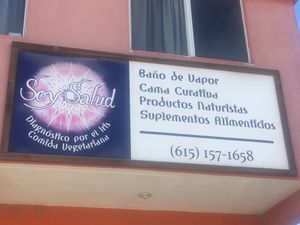 Soy Salud
Diagnóstico por el iris
Comida Vegetariana
Baño de Vapor
Cama Curativa
Productos Naturistas
Suplementos Alimenticios
(615) 157-1658